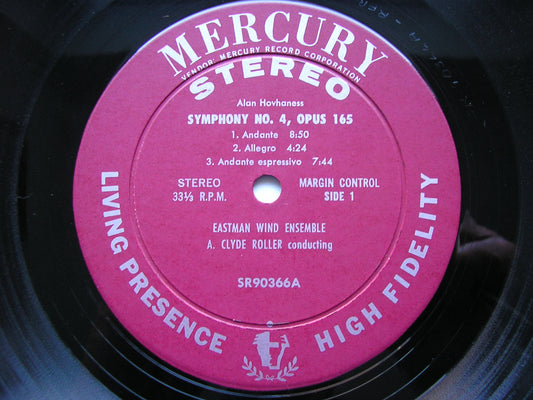 MERCURY
VENDOR: MERCURY RECORD CORPORATION
STEREO
Alan Hovhaness
SYMPHONY NO. 4, OPUS 165
1. Andante 8:50
2. Allegro 4:24
3. Andante espressivo 7:44
STEREO
33⅓ R.P.M.
MARGIN CONTROL
SIDE 1
EASTMAN WIND ENSEMBLE
A. CLYDE ROLLER conducting
SR90366A
LIVING PRESENCE
HIGH FIDELITY